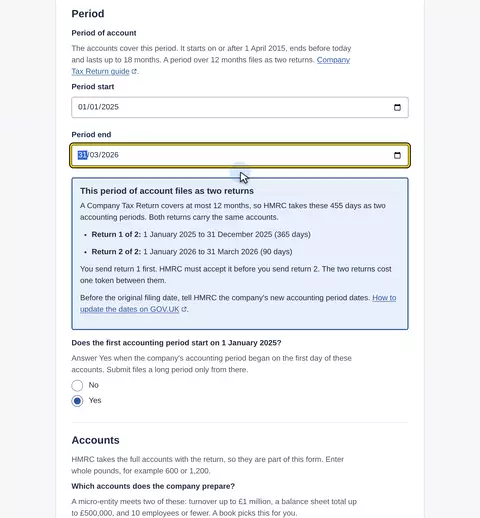 Period
Period of account
The accounts cover this period. It starts on or after 1 April 2015, ends before today
and lasts up to 18 months. A period over 12 months files as two returns. Company
Tax Return guide.
Period start
01/01/2025
Period end
31/03/2026
This period of account files as two returns
A Company Tax Return covers at most 12 months, so HMRC takes these 455 days as two
accounting periods. Both returns carry the same accounts.
• Return 1 of 2: 1 January 2025 to 31 December 2025 (365 days)
• Return 2 of 2: 1 January 2026 to 31 March 2026 (90 days)
You send return 1 first. HMRC must accept it before you send return 2. The two returns cost
one token between them.
Before the original filing date, tell HMRC the company's new accounting period dates. How to
update the dates on GOV.UK.
Does the first accounting period start on 1 January 2025?
Answer Yes when the company's accounting period began on the first day of these
accounts. Submit files a long period only from there.
No
Yes
Accounts
HMRC takes the full accounts with the return, so they are part of this form. Enter
whole pounds, for example 600 or 1,200.
Which accounts does the company prepare?
A micro-entity meets two of these: turnover up to £1 million, a balance sheet total up
to £500,000, and 10 employees or fewer. A book picks this for you.